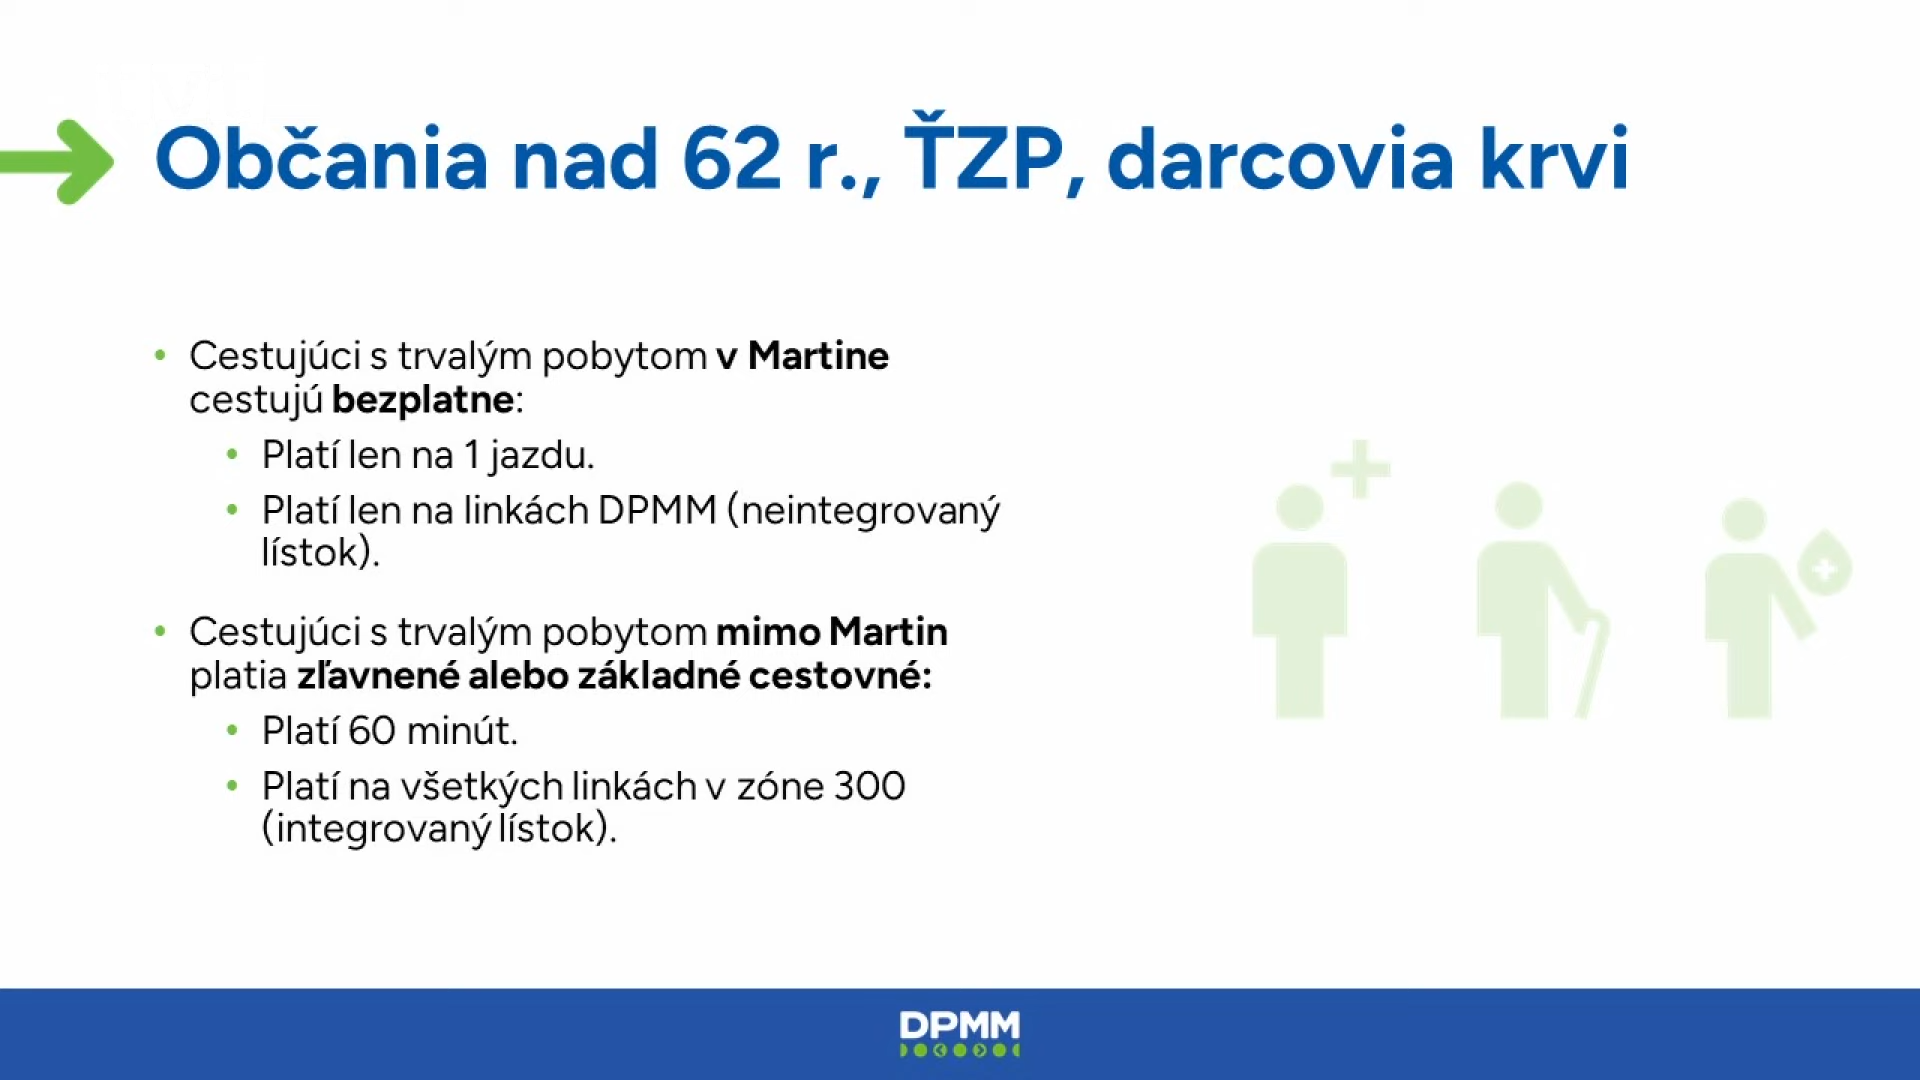 Občania nad 62 r., ŤZP, darcovia krvi
• Cestujúci s trvalým pobytom v Martine
cestujú bezplatne:
• Platí len na 1 jazdu.
• Platí len na linkách DPMM (neintegrovaný
lístok).
• Cestujúci s trvalým pobytom mimo Martin
platia zľavnené alebo základné cestovné:
• Platí 60 minút.
• Platí na všetkých linkách v zóne 300
(integrovaný lístok).
DPMM